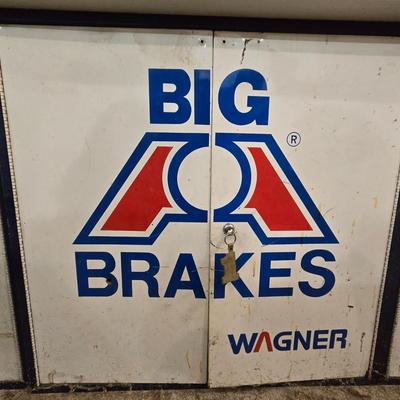 BIG
®
BRAKES
WAGNER